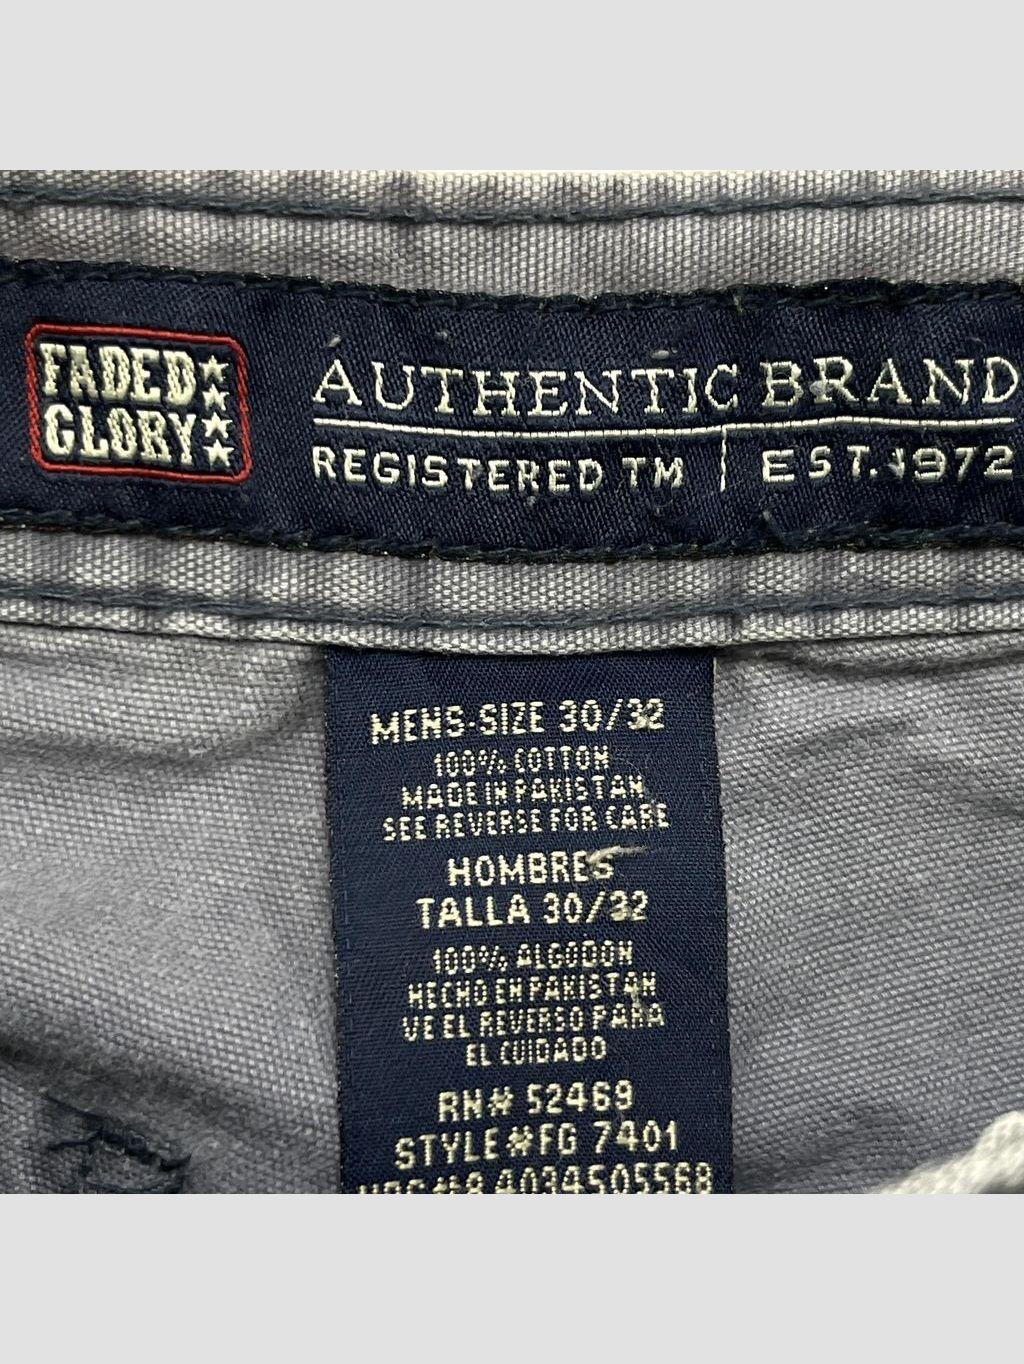 FADED
GLORY
AUTHENTIC BRAND
REGISTERED TM | EST. 1972
MENS-SIZE 30/32
100% COTTON
MADE IN PAKISTAN
SEE REVERSE FOR CARE
HOMBRES
TALLA 30/32
100% ALGODON
HECHO EN PAKISTAN
VE EL REVERSO PARA
EL CUIDADO
RN# 52469
STYLE#FG 7401
4034505568